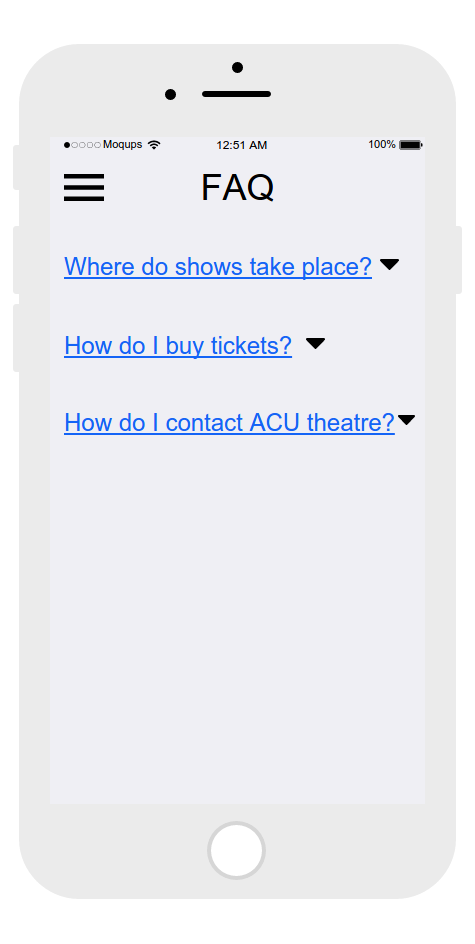 Moqups 12:51 AM 100%
FAQ
Where do shows take place?
How do I buy tickets?
How do I contact ACU theatre?